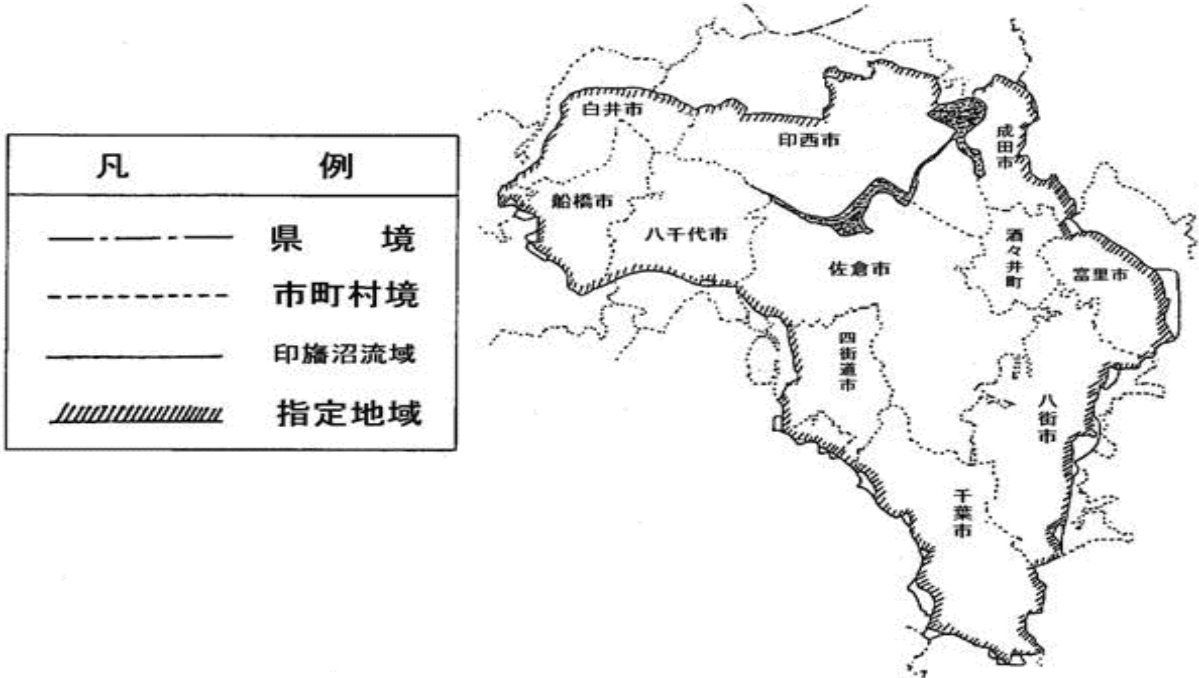 凡 例
県 境
市町村境
印旛沼流域
指定地域
白井市
印西市
成田市
船橋市
八千代市
佐倉市
酒々井町
富里市
四街道市
八街市
千葉市